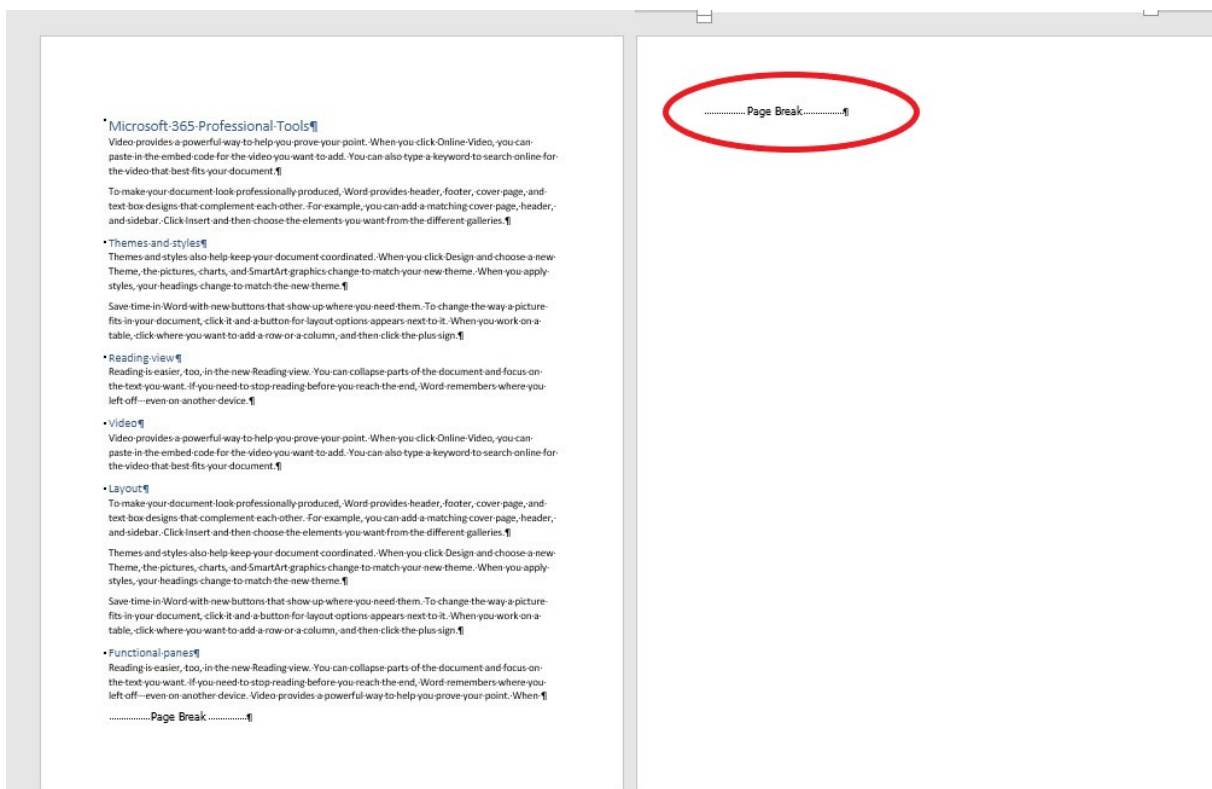 Microsoft·365·Professional·Tools¶
Video·provides·a·powerful·way·to·help·you·prove·your·point.·When·you·click·Online·Video,·you·can·
paste·in·the·embed·code·for·the·video·you·want·to·add.·You·can·also·type·a·keyword·to·search·online·for·
the·video·that·best·fits·your·document.¶
To·make·your·document·look·professionally·produced,·Word·provides·header,·footer,·cover·page,·and·
text·box·designs·that·complement·each·other.·For·example,·you·can·add·a·matching·cover·page,·header,·
and·sidebar.·Click·Insert·and·then·choose·the·elements·you·want·from·the·different·galleries.¶
Themes·and·styles¶
Themes·and·styles·also·help·keep·your·document·coordinated.·When·you·click·Design·and·choose·a·new·
Theme,·the·pictures,·charts,·and·SmartArt·graphics·change·to·match·your·new·theme.·When·you·apply·
styles,·your·headings·change·to·match·the·new·theme.¶
Save·time·in·Word·with·new·buttons·that·show·up·where·you·need·them.·To·change·the·way·a·picture·
fits·in·your·document,·click·it·and·a·button·for·layout·options·appears·next·to·it.·When·you·work·on·a·
table,·click·where·you·want·to·add·a·row·or·a·column,·and·then·click·the·plus·sign.¶
Reading·view¶
Reading·is·easier,·too,·in·the·new·Reading·view.·You·can·collapse·parts·of·the·document·and·focus·on·
the·text·you·want.·If·you·need·to·stop·reading·before·you·reach·the·end,·Word·remembers·where·you·
left·off·--·even·on·another·device.¶
Video¶
Video·provides·a·powerful·way·to·help·you·prove·your·point.·When·you·click·Online·Video,·you·can·
paste·in·the·embed·code·for·the·video·you·want·to·add.·You·can·also·type·a·keyword·to·search·online·for·
the·video·that·best·fits·your·document.¶
Layout¶
To·make·your·document·look·professionally·produced,·Word·provides·header,·footer,·cover·page,·and·
text·box·designs·that·complement·each·other.·For·example,·you·can·add·a·matching·cover·page,·header,·
and·sidebar.·Click·Insert·and·then·choose·the·elements·you·want·from·the·different·galleries.¶
Themes·and·styles·also·help·keep·your·document·coordinated.·When·you·click·Design·and·choose·a·new·
Theme,·the·pictures,·charts,·and·SmartArt·graphics·change·to·match·your·new·theme.·When·you·apply·
styles,·your·headings·change·to·match·the·new·theme.¶
Save·time·in·Word·with·new·buttons·that·show·up·where·you·need·them.·To·change·the·way·a·picture·
fits·in·your·document,·click·it·and·a·button·for·layout·options·appears·next·to·it.·When·you·work·on·a·
table,·click·where·you·want·to·add·a·row·or·a·column,·and·then·click·the·plus·sign.¶
Functional·panes¶
Reading·is·easier,·too,·in·the·new·Reading·view.·You·can·collapse·parts·of·the·document·and·focus·on·
the·text·you·want.·If·you·need·to·stop·reading·before·you·reach·the·end,·Word·remembers·where·you·
left·off·--·even·on·another·device.·Video·provides·a·powerful·way·to·help·you·prove·your·point.·When·¶
................Page Break...............¶
................Page Break...............¶